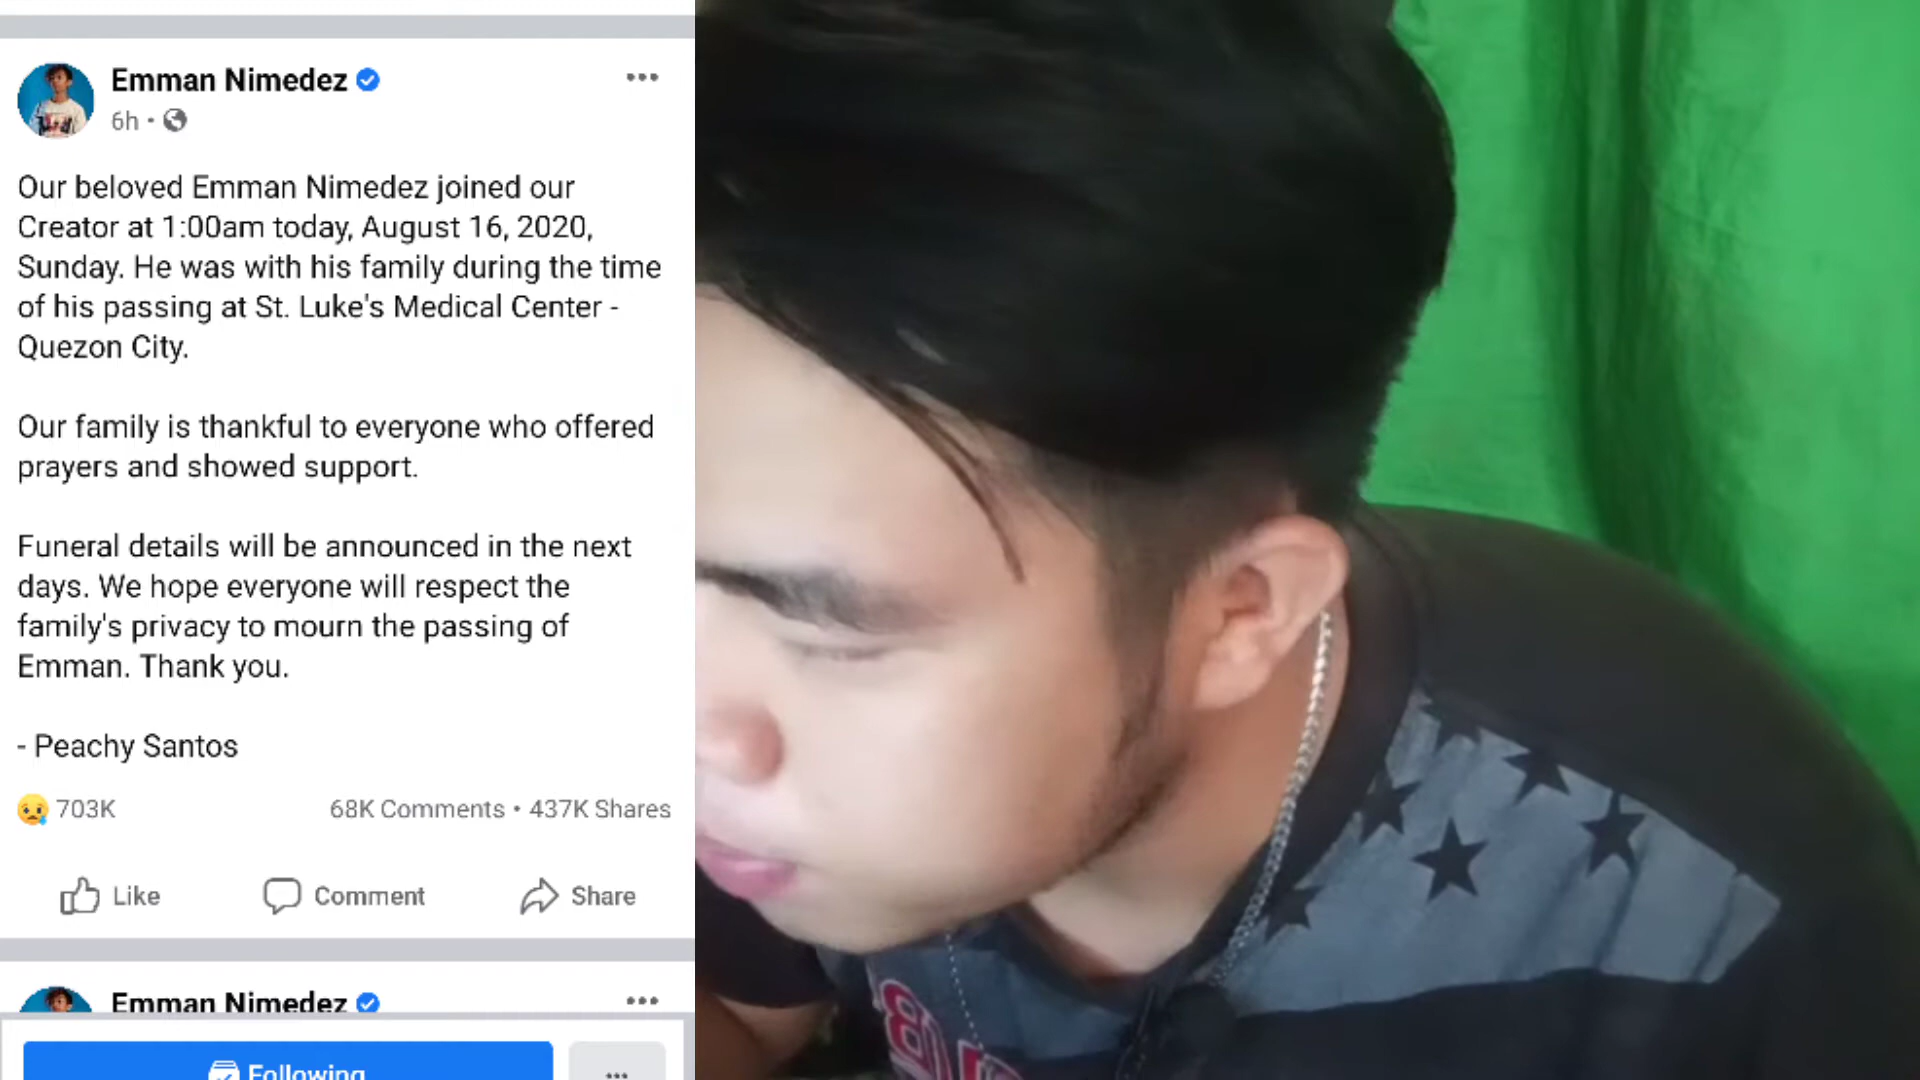 Emman Nimedez
6h
Our beloved Emman Nimedez joined our
Creator at 1:00am today, August 16, 2020,
Sunday. He was with his family during the time
of his passing at St. Luke's Medical Center -
Quezon City.
Our family is thankful to everyone who offered
prayers and showed support.
Funeral details will be announced in the next
days. We hope everyone will respect the
family's privacy to mourn the passing of
Emman. Thank you.
- Peachy Santos
703K
68K Comments • 437K Shares
Like
Comment
Share
Emman Nimedez
Following